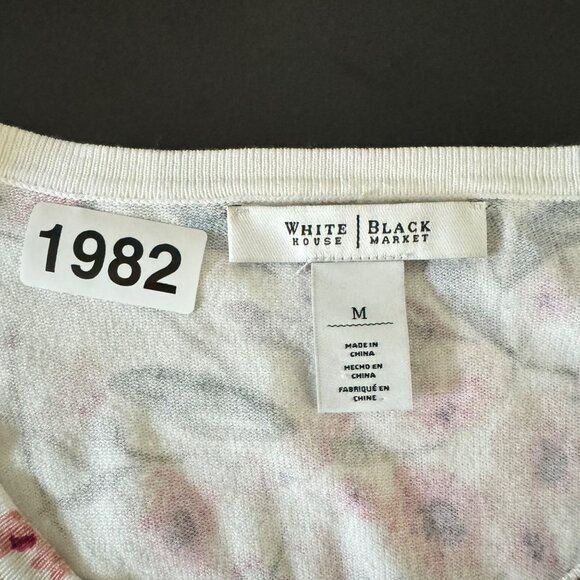 1982
WHITE | BLACK
HOUSE | MARKET
M
MADE IN
CHINA
HECHO EN
CHINA
FABRIQUÉ EN
CHINE